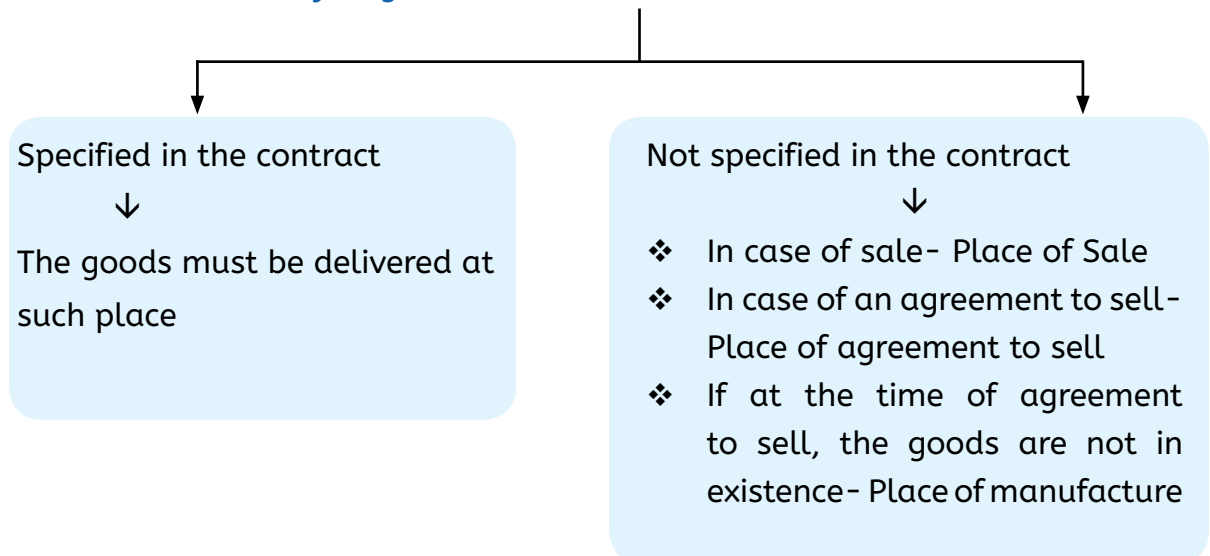 Specified in the contract
↓
The goods must be delivered at
such place
Not specified in the contract
↓
❖ In case of sale- Place of Sale
❖ In case of an agreement to sell-
Place of agreement to sell
❖ If at the time of agreement
to sell, the goods are not in
existence- Place of manufacture